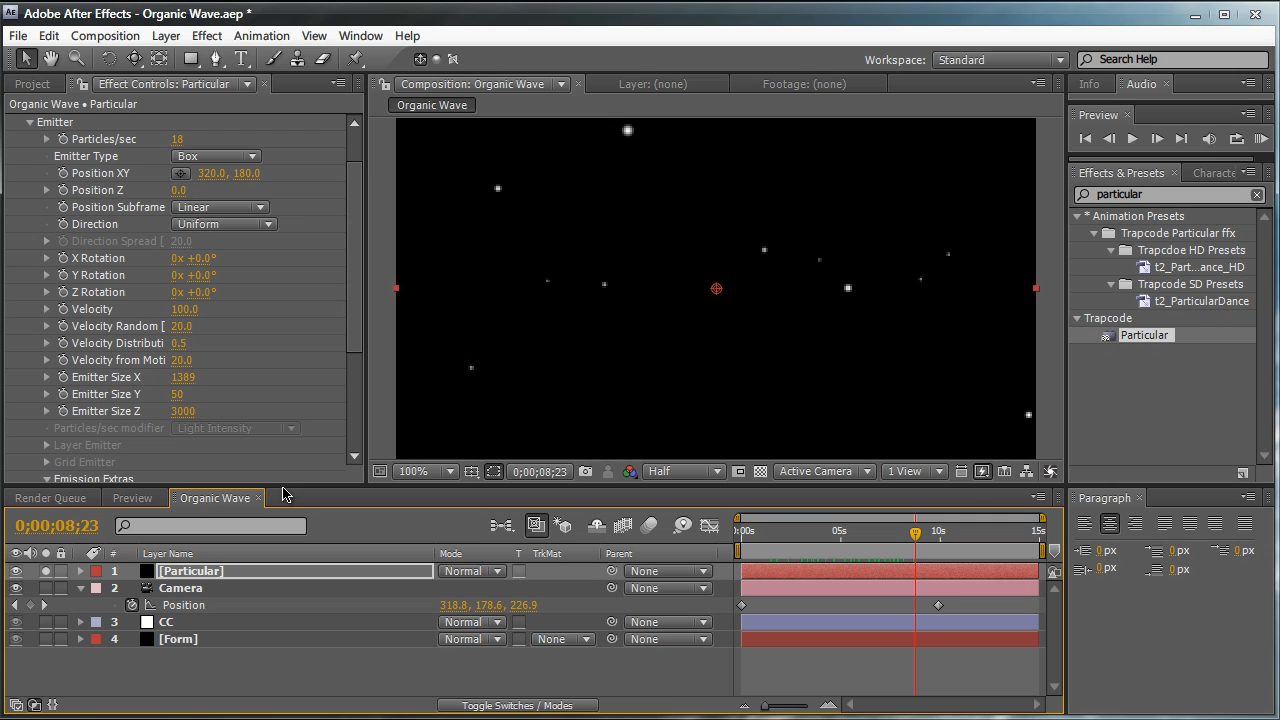 Adobe After Effects - Organic Wave.aep *
File Edit Composition Layer Effect Animation View Window Help
Workspace: Standard Search Help
Project Effect Controls: Particular Composition: Organic Wave Layer: (none) Footage: (none) Info Audio
Organic Wave • Particular
Organic Wave
Preview
Emitter
Particles/sec 18
Emitter Type Box
Position XY 320.0, 180.0
Position Z 0.0
Position Subframe Linear
Direction Uniform
Direction Spread [ 20.0
X Rotation 0x +0.0°
Y Rotation 0x +0.0°
Z Rotation 0x +0.0°
Velocity 100.0
Velocity Random [ 20.0
Velocity Distributi 0.5
Velocity from Moti 20.0
Emitter Size X 1389
Emitter Size Y 50
Emitter Size Z 3000
Particles/sec modifier Light Intensity
Layer Emitter
Grid Emitter
Emission Extras
Effects & Presets Characte
particular
* Animation Presets
Trapcode Particular ffx
Trapcdoe HD Presets
t2_Part...ance_HD
Trapcode SD Presets
t2_ParticularDance
Trapcode
Particular
100% 0;00;08;23 Half Active Camera 1 View
Render Queue Preview Organic Wave
Paragraph
0;00;08;23
):00s 05s 10s 15s
# Layer Name Mode T TrkMat Parent
1 [Particular] Normal None
2 Camera None
Position 318.8, 178.6, 226.9
3 CC Normal None
4 [Form] Normal None None
0 px 0 px 0 px
0 px 0 px
Toggle Switches / Modes